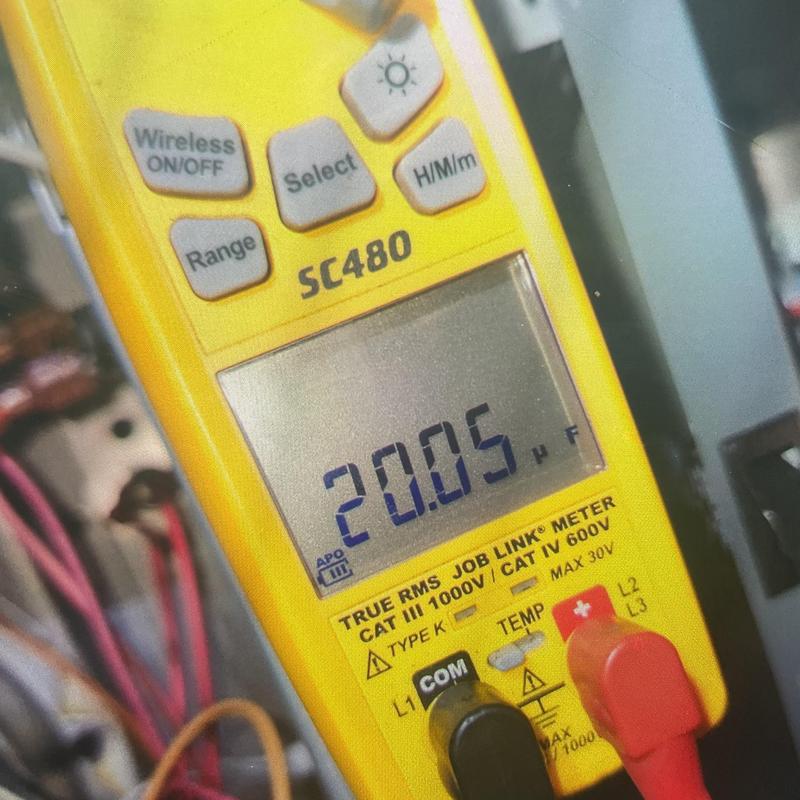 Wireless
ON/OFF
Select
H/M/m
Range
SC480
20.05 µF
APO
TRUE RMS JOB LINK® METER
CAT III 1000V / CAT IV 600V
TYPE K
MAX 30V
TEMP
+
L2
L3
L1
COM
MAX